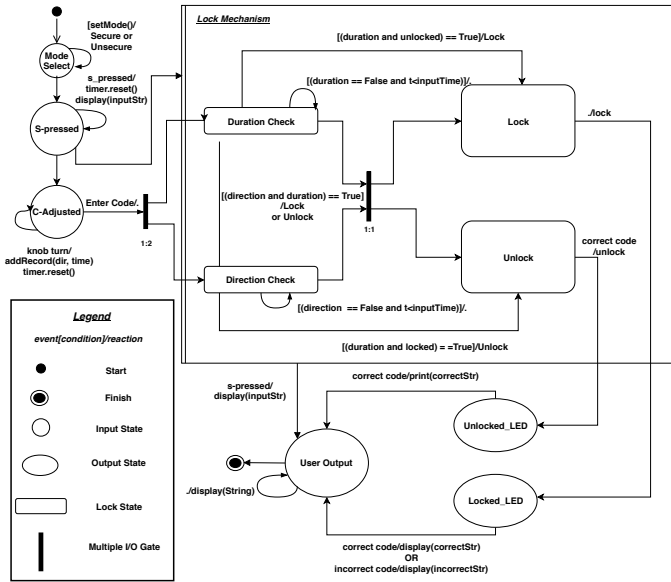 Lock Mechanism
[setMode()/
Secure or
Unsecure
Mode
Select
s_pressed/
timer.reset()
display(inputStr)
S-pressed
C-Adjusted
Enter Code/.
1:2
knob turn/
addRecord(dir, time)
timer.reset()
[(duration and unlocked) == True]/Lock
[(duration == False and t<inputTime)]/.
Duration Check
Lock
./lock
[(direction and duration) == True]
/Lock
or Unlock
1:1
Unlock
correct code
/unlock
Direction Check
[(direction == False and t<inputTime)]/.
[(duration and locked) = =True]/Unlock
s-pressed/
display(inputStr)
correct code/print(correctStr)
Unlocked_LED
User Output
./display(String)
Locked_LED
correct code/display(correctStr)
OR
incorrect code/display(incorrectStr)
Legend
event[condition]/reaction
Start
Finish
Input State
Output State
Lock State
Multiple I/O Gate